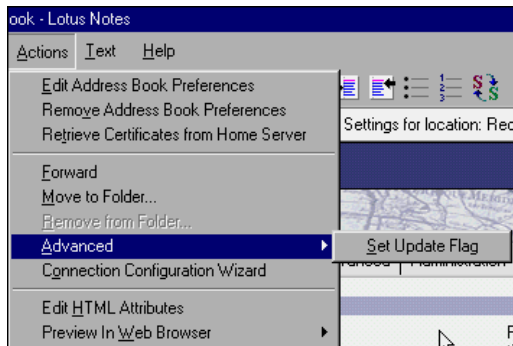 ook - Lotus Notes
Actions Text Help
Edit Address Book Preferences
Remove Address Book Preferences
Retrieve Certificates from Home Server
Settings for location: Rec
Forward
Move to Folder...
Remove from Folder...
Advanced
Set Update Flag
Connection Configuration Wizard
Edit HTML Attributes
Preview In Web Browser